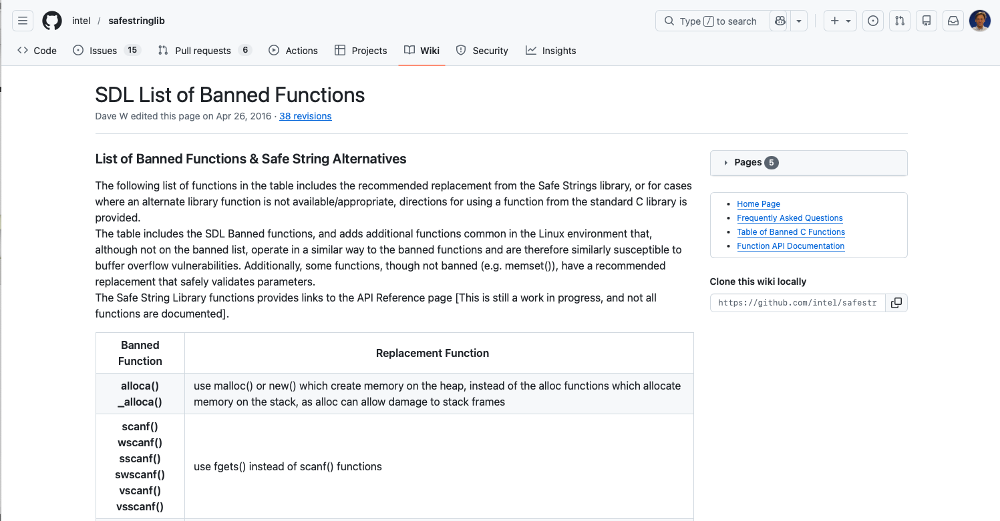 intel / safestringlib
Type / to search
Code
Issues 15
Pull requests 6
Actions
Projects
Wiki
Security
Insights
SDL List of Banned Functions
Dave W edited this page on Apr 26, 2016 · 38 revisions
List of Banned Functions & Safe String Alternatives
The following list of functions in the table includes the recommended replacement from the Safe Strings library, or for cases
where an alternate library function is not available/appropriate, directions for using a function from the standard C library is
provided.
The table includes the SDL Banned functions, and adds additional functions common in the Linux environment that,
although not on the banned list, operate in a similar way to the banned functions and are therefore similarly susceptible to
buffer overflow vulnerabilities. Additionally, some functions, though not banned (e.g. memset()), have a recommended
replacement that safely validates parameters.
The Safe String Library functions provides links to the API Reference page [This is still a work in progress, and not all
functions are documented].
Banned
Function
Replacement Function
alloca()
_alloca()
use malloc() or new() which create memory on the heap, instead of the alloc functions which allocate
memory on the stack, as alloc can allow damage to stack frames
scanf()
wscanf()
sscanf()
swscanf()
vscanf()
vsscanf()
use fgets() instead of scanf() functions
Pages 5
• Home Page
• Frequently Asked Questions
• Table of Banned C Functions
• Function API Documentation
Clone this wiki locally
https://github.com/intel/safestr